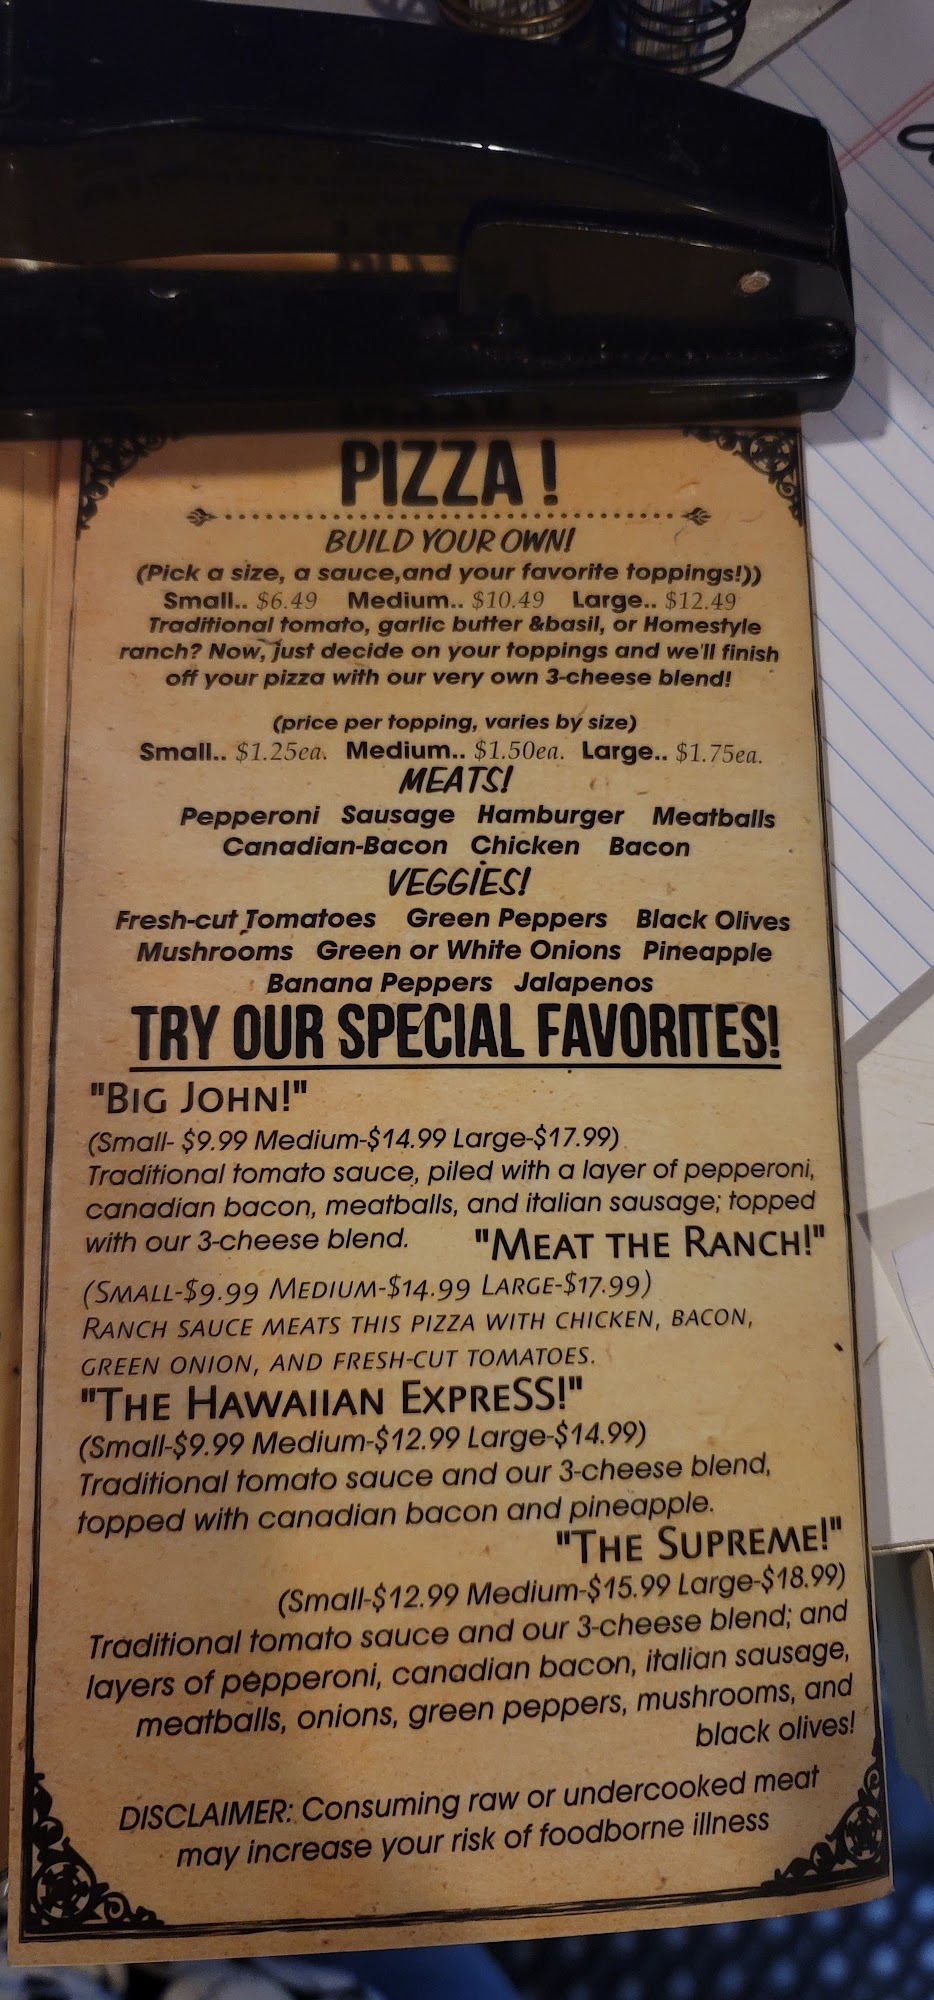 PIZZA !
BUILD YOUR OWN!
(Pick a size, a sauce,and your favorite toppings!))
Small.. $6.49 Medium.. $10.49 Large.. $12.49
Traditional tomato, garlic butter &basil, or Homestyle
ranch? Now, just decide on your toppings and we'll finish
off your pizza with our very own 3-cheese blend!
(price per topping, varies by size)
Small.. $1.25ea. Medium.. $1.50ea. Large.. $1.75ea.
MEATS!
Pepperoni Sausage Hamburger Meatballs
Canadian-Bacon Chicken Bacon
VEGGIES!
Fresh-cut Tomatoes Green Peppers Black Olives
Mushrooms Green or White Onions Pineapple
Banana Peppers Jalapenos
TRY OUR SPECIAL FAVORITES!
"BIG JOHN!"
(Small- $9.99 Medium-$14.99 Large-$17.99)
Traditional tomato sauce, piled with a layer of pepperoni,
canadian bacon, meatballs, and italian sausage; topped
with our 3-cheese blend. "MEAT THE RANCH!"
(SMALL-$9.99 MEDIUM-$14.99 LARGE-$17.99)
RANCH SAUCE MEATS THIS PIZZA WITH CHICKEN, BACON,
GREEN ONION, AND FRESH-CUT TOMATOES.
"THE HAWAIIAN EXPRESS!"
(Small-$9.99 Medium-$12.99 Large-$14.99)
Traditional tomato sauce and our 3-cheese blend,
topped with canadian bacon and pineapple.
"THE SUPREME!"
(Small-$12.99 Medium-$15.99 Large-$18.99)
Traditional tomato sauce and our 3-cheese blend; and
layers of pepperoni, canadian bacon, italian sausage,
meatballs, onions, green peppers, mushrooms, and
black olives!
DISCLAIMER: Consuming raw or undercooked meat
may increase your risk of foodborne illness